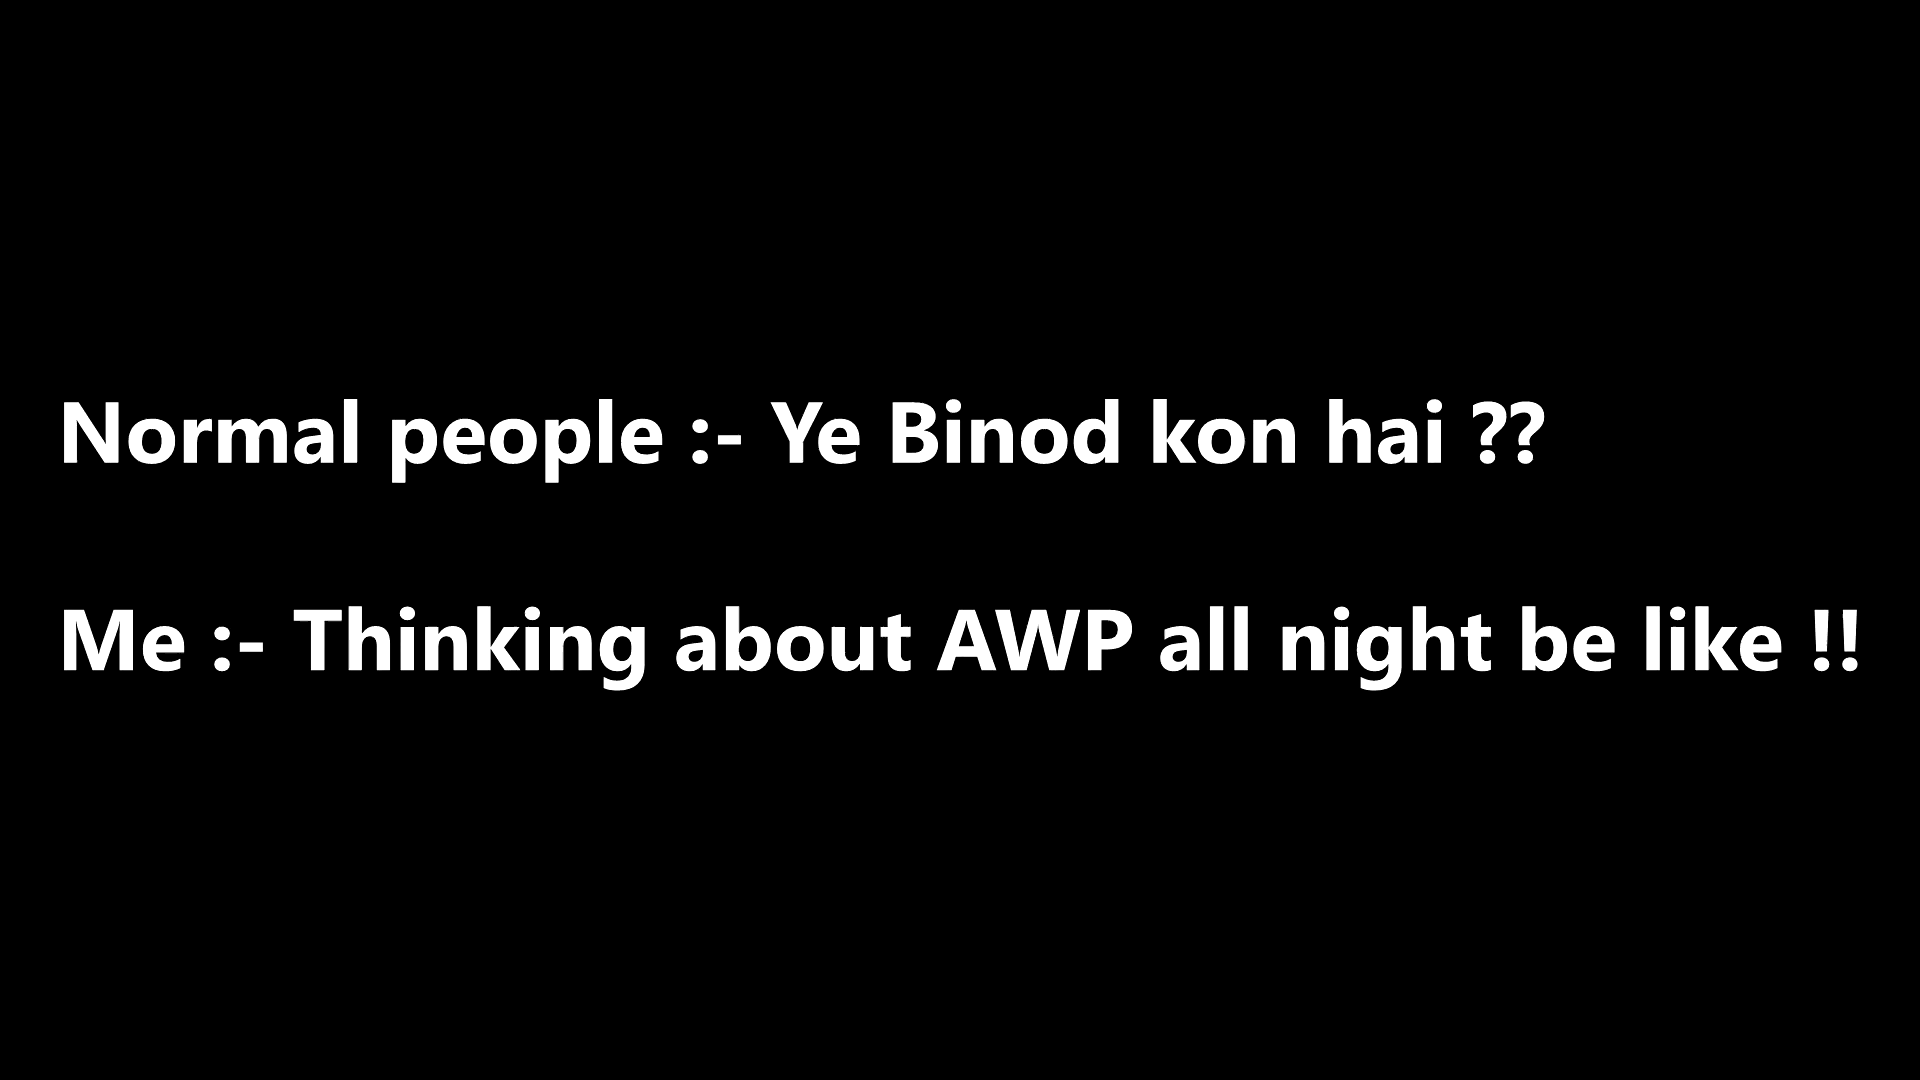 Normal people :- Ye Binod kon hai ??
Me :- Thinking about AWP all night be like !!